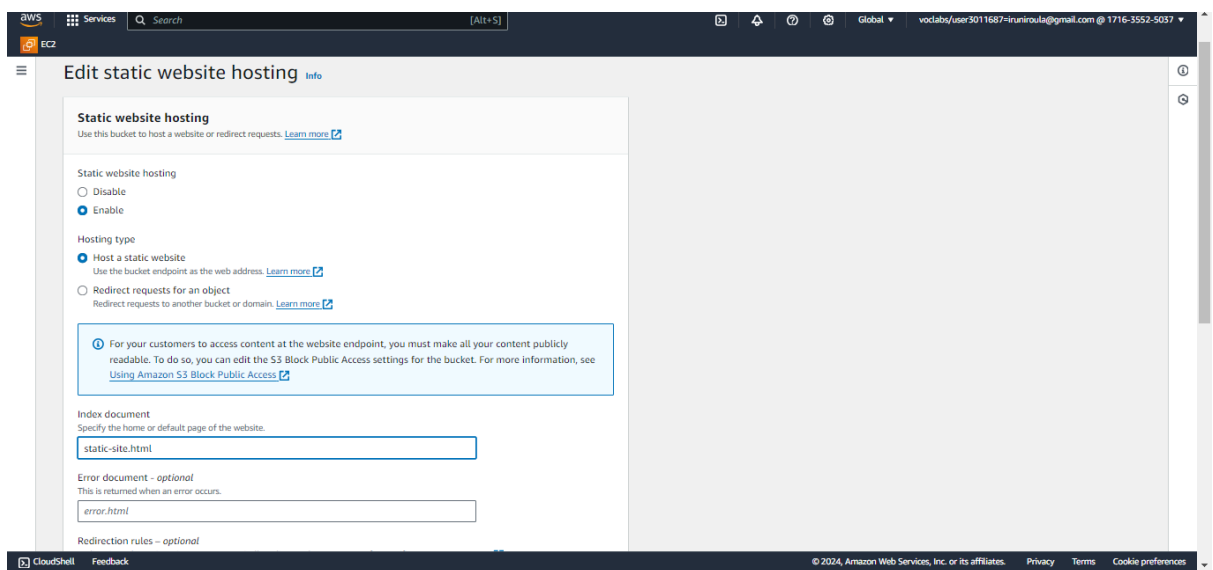 aws Services Search [Alt+S] Global ▼ voclabs/user3011687=iruniroula@gmail.com @ 1716-3552-5037 ▼
EC2
Edit static website hosting Info
Static website hosting
Use this bucket to host a website or redirect requests. Learn more
Static website hosting
Disable
Enable
Hosting type
Host a static website
Use the bucket endpoint as the web address. Learn more
Redirect requests for an object
Redirect requests to another bucket or domain. Learn more
For your customers to access content at the website endpoint, you must make all your content publicly
readable. To do so, you can edit the S3 Block Public Access settings for the bucket. For more information, see
Using Amazon S3 Block Public Access
Index document
Specify the home or default page of the website.
static-site.html
Error document - optional
This is returned when an error occurs.
error.html
Redirection rules – optional
CloudShell Feedback © 2024, Amazon Web Services, Inc. or its affiliates. Privacy Terms Cookie preferences